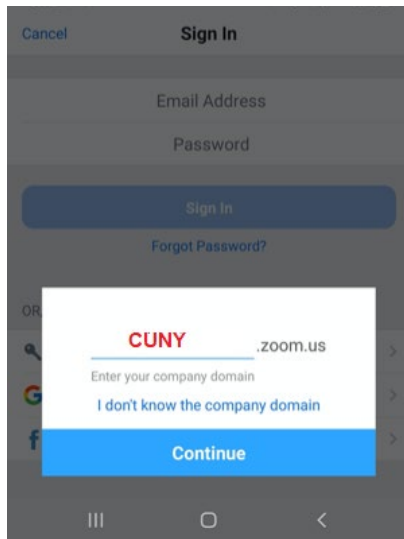 Cancel Sign In
Email Address
Password
Sign In
Forgot Password?
OR
CUNY .zoom.us
Enter your company domain
I don't know the company domain
Continue